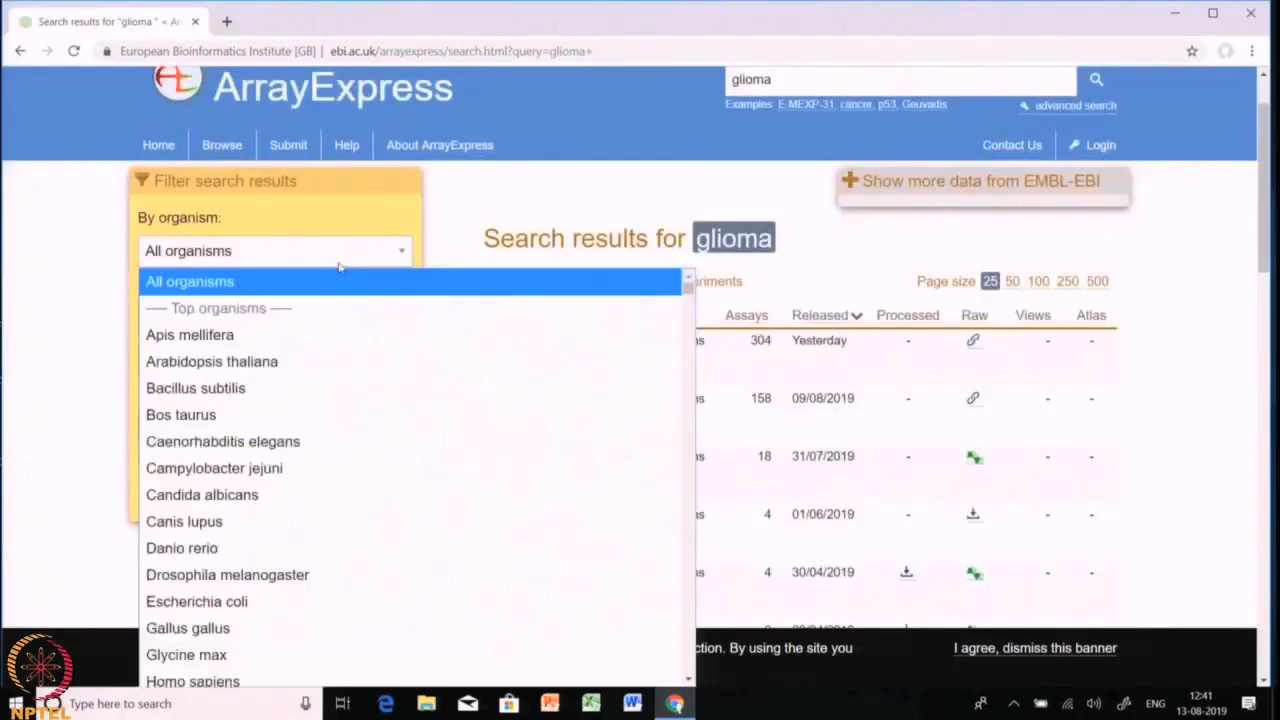 Search results for "glioma " < Ar
European Bioinformatics Institute [GB] | ebi.ac.uk/arrayexpress/search.html?query=glioma+
ArrayExpress
glioma
Examples: E-MEXP-31, cancer, p53, Geuvadis
advanced search
Home Browse Submit Help About ArrayExpress Contact Us Login
Filter search results
Show more data from EMBL-EBI
By organism:
Search results for glioma
All organisms
All organisms
Page size 25 50 100 250 500
---- Top organisms ----
Assays Released Processed Raw Views Atlas
Apis mellifera
304 Yesterday - - -
Arabidopsis thaliana
Bacillus subtilis
158 09/08/2019 - - -
Bos taurus
Caenorhabditis elegans
18 31/07/2019 - - -
Campylobacter jejuni
Candida albicans
4 01/06/2019 - - -
Canis lupus
Danio rerio
4 30/04/2019 - -
Drosophila melanogaster
Escherichia coli
Gallus gallus
ction. By using the site you
I agree, dismiss this banner
Glycine max
Homo sapiens
Type here to search
ENG
12:41
13-08-2019
NPTEL